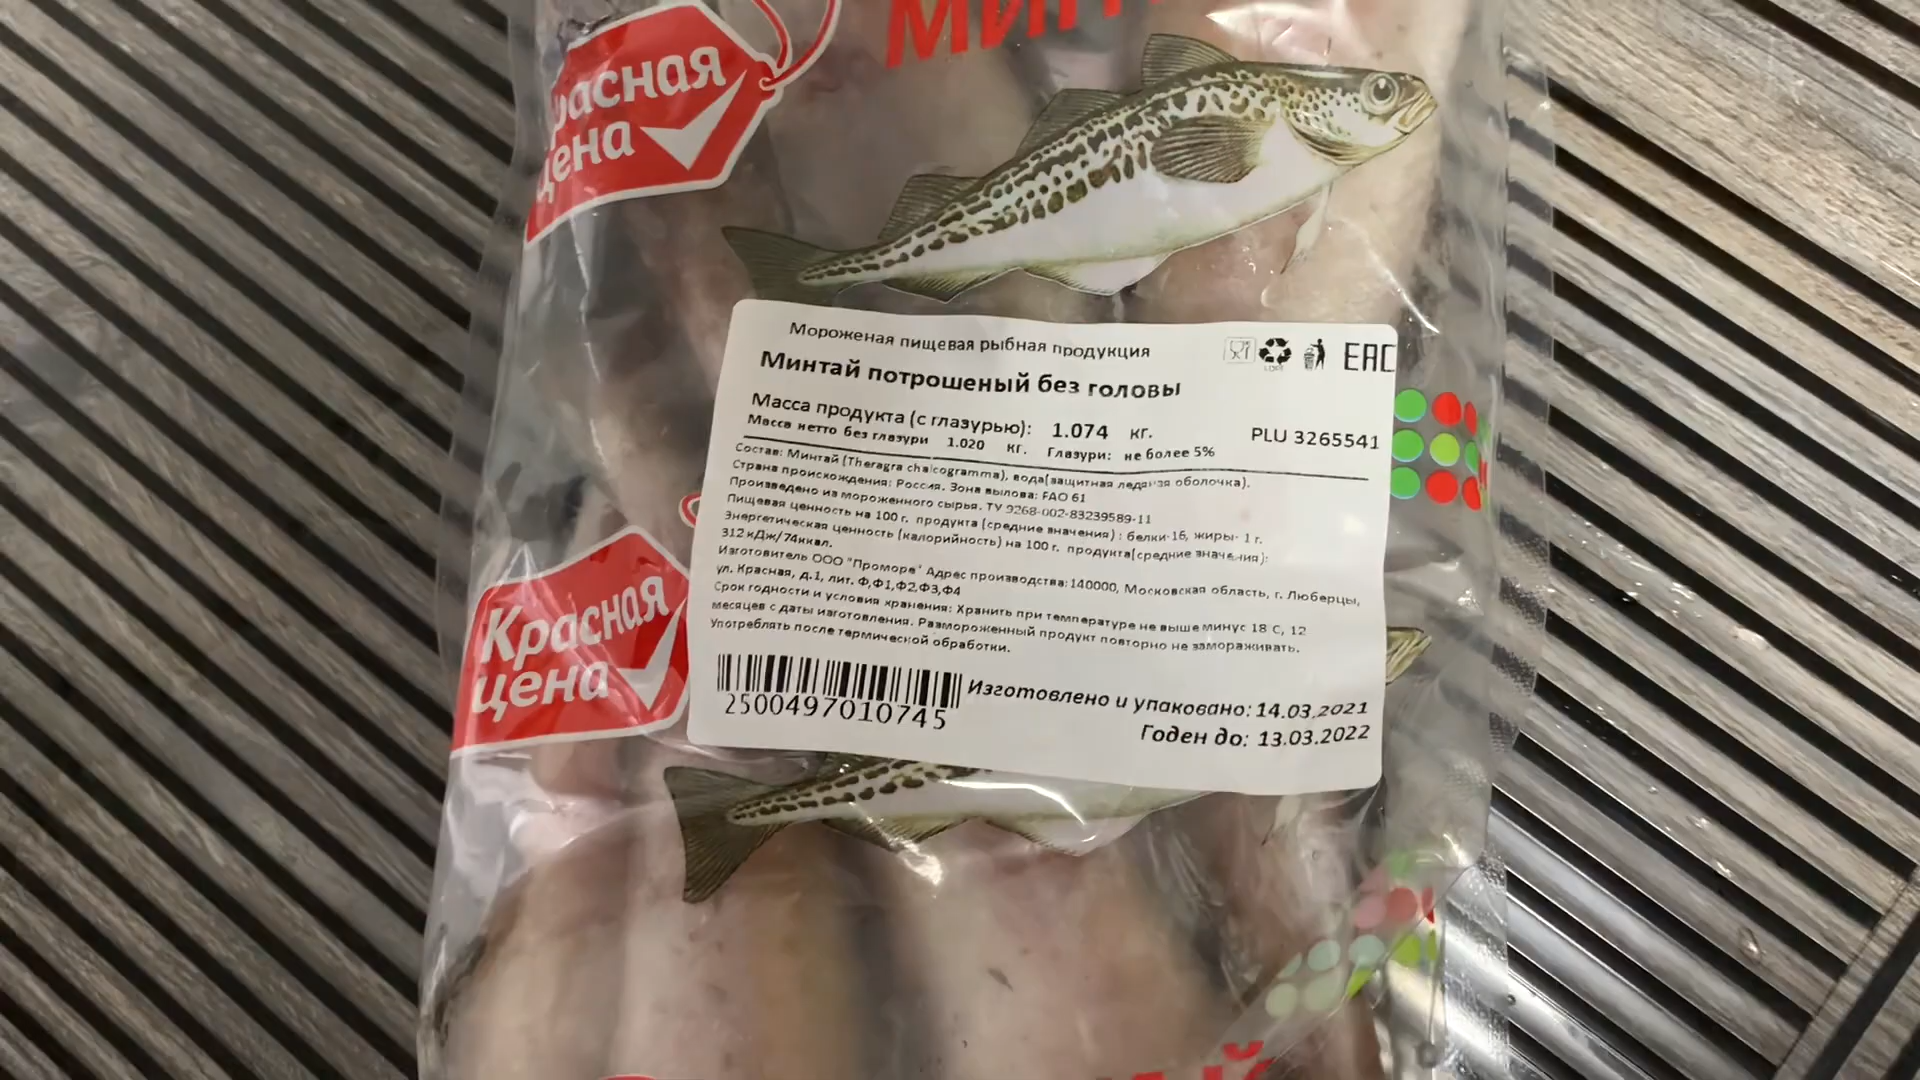 Красная
цена
Мороженая пищевая рыбная продукция
EAC
Минтай потрошеный без головы
Масса продукта (с глазурью): 1.074 кг.
PLU 3265541
Масса нетто без глазури 1.020 кг. Глазури: не более 5%
Состав: Минтай (Theragra chalcogramma), вода(защитная ледяная оболочка).
Страна происхождения: Россия. Зона вылова: FAO 61
Произведено из мороженного сырья. ТУ 9268-002-83239589-11
Пищевая ценность на 100 г. продукта (средние значения) : белки-16, жиры- 1 г.
Энергетическая ценность (калорийность) на 100 г. продукта(средние значения):
312 кДж/74ккал.
Изготовитель ООО "Проморе" Адрес производства:140000, Московская область, г. Люберцы,
ул. Красная, д.1, лит. Ф,Ф1,Ф2,Ф3,Ф4
Срок годности и условия хранения: Хранить при температуре не выше минус 18 С, 12
месяцев с даты изготовления. Размороженный продукт повторно не замораживать.
Употреблять после термической обработки.
Красная
цена
2500497010745
Изготовлено и упаковано: 14.03.2021
Годен до: 13.03.2022